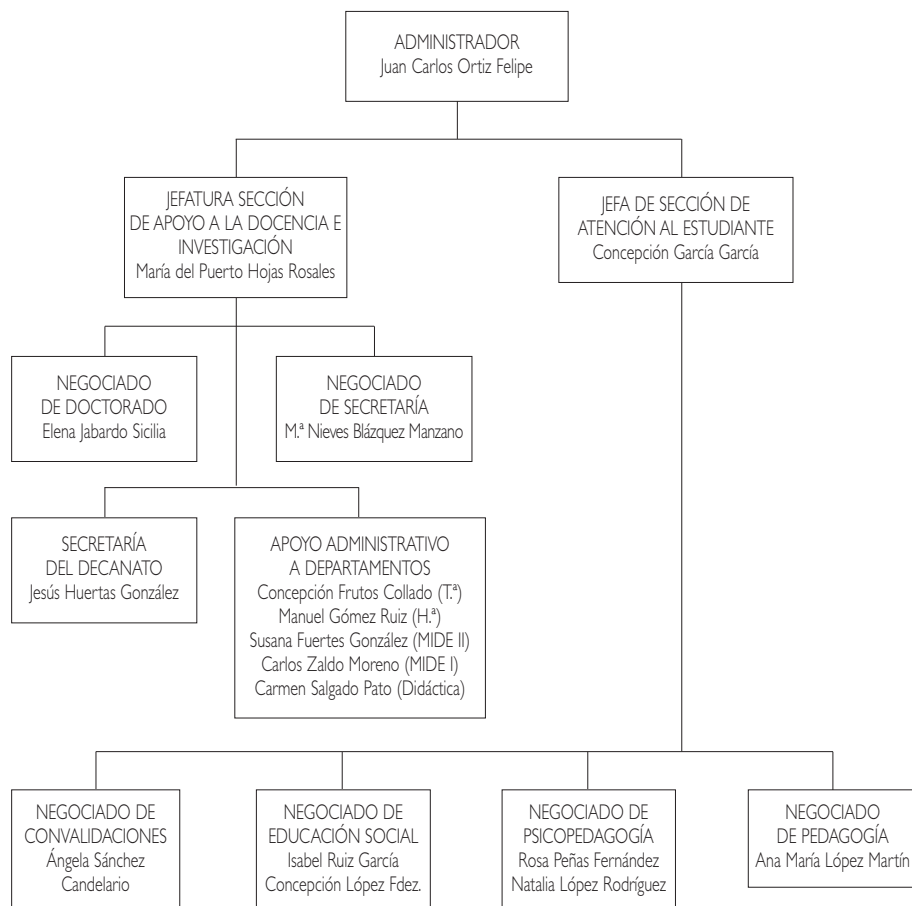 ADMINISTRADOR
Juan Carlos Ortiz Felipe
JEFATURA SECCIÓN
DE APOYO A LA DOCENCIA E
INVESTIGACIÓN
María del Puerto Hojas Rosales
JEFA DE SECCIÓN DE
ATENCIÓN AL ESTUDIANTE
Concepción García García
NEGOCIADO
DE DOCTORADO
Elena Jabardo Sicilia
NEGOCIADO
DE SECRETARÍA
M.ª Nieves Blázquez Manzano
SECRETARÍA
DEL DECANATO
Jesús Huertas González
APOYO ADMINISTRATIVO
A DEPARTAMENTOS
Concepción Frutos Collado (T.ª)
Manuel Gómez Ruiz (H.ª)
Susana Fuertes González (MIDE II)
Carlos Zaldo Moreno (MIDE I)
Carmen Salgado Pato (Didáctica)
NEGOCIADO DE
CONVALIDACIONES
Ángela Sánchez
Candelario
NEGOCIADO DE
EDUCACIÓN SOCIAL
Isabel Ruiz García
Concepción López Fdez.
NEGOCIADO DE
PSICOPEDAGOGÍA
Rosa Peñas Fernández
Natalia López Rodríguez
NEGOCIADO
DE PEDAGOGÍA
Ana María López Martín